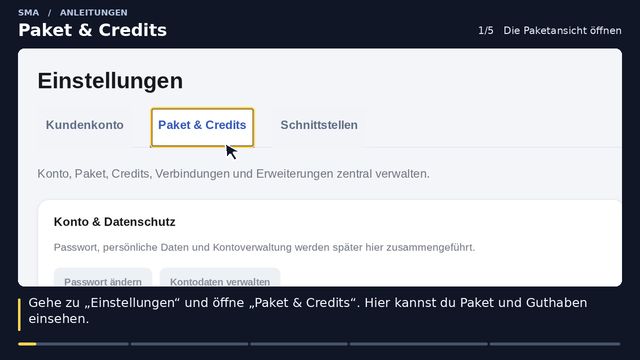 SMA / ANLEITUNGEN
Paket & Credits
1/5 Die Paketansicht öffnen
Einstellungen
Kundenkonto
Paket & Credits
Schnittstellen
Konto, Paket, Credits, Verbindungen und Erweiterungen zentral verwalten.
Konto & Datenschutz
Passwort, persönliche Daten und Kontoverwaltung werden später hier zusammengeführt.
Passwort ändern
Kontodaten verwalten
Gehe zu „Einstellungen“ und öffne „Paket & Credits“. Hier kannst du Paket und Guthaben
einsehen.